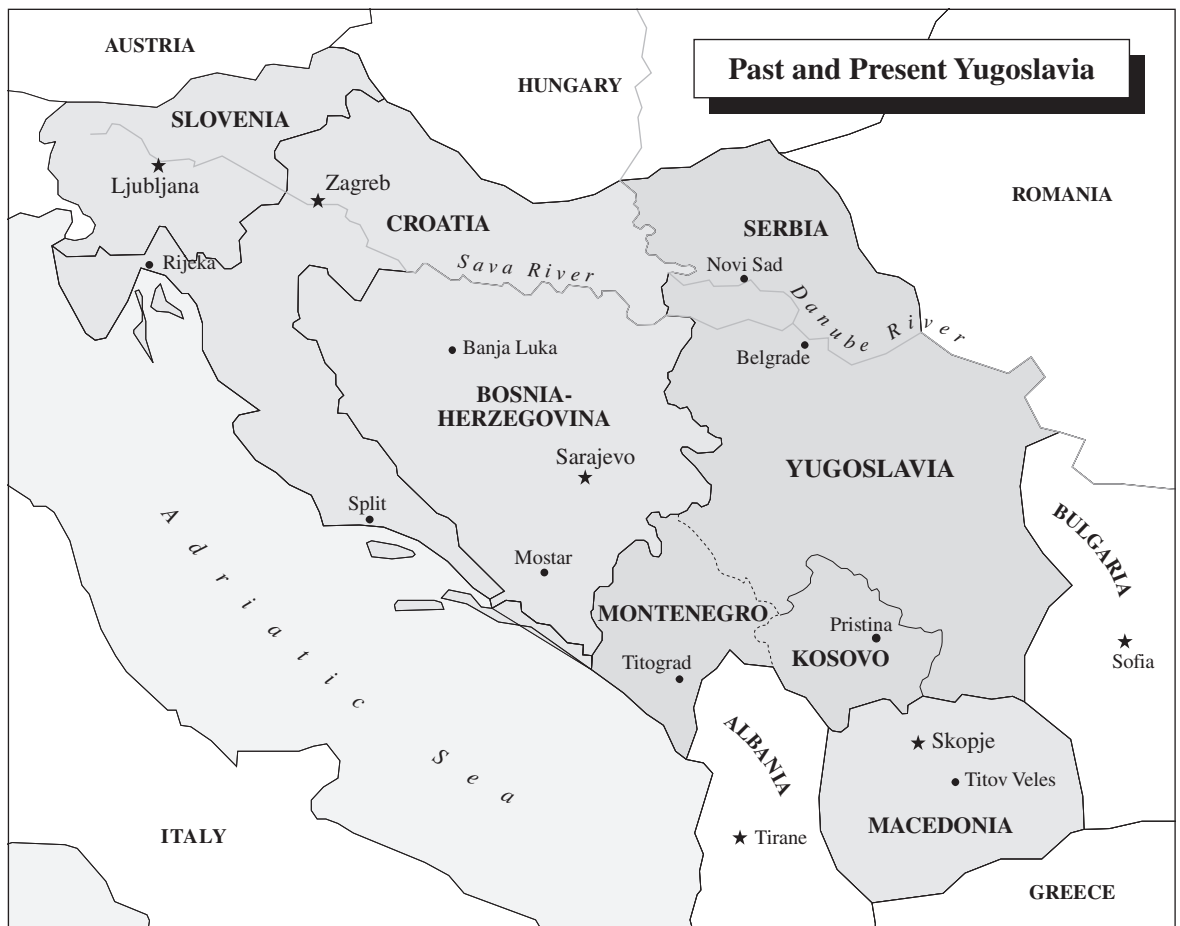 AUSTRIA
HUNGARY
Past and Present Yugoslavia
SLOVENIA
Ljubljana
Zagreb
ROMANIA
CROATIA
SERBIA
Rijeka
Sava River
Novi Sad
Danube River
Banja Luka
Belgrade
BOSNIA-
HERZEGOVINA
Sarajevo
YUGOSLAVIA
Split
Adriatic Sea
BULGARIA
Mostar
MONTENEGRO
Pristina
KOSOVO
Titograd
Sofia
ALBANIA
Skopje
Titov Veles
MACEDONIA
ITALY
Tirane
GREECE